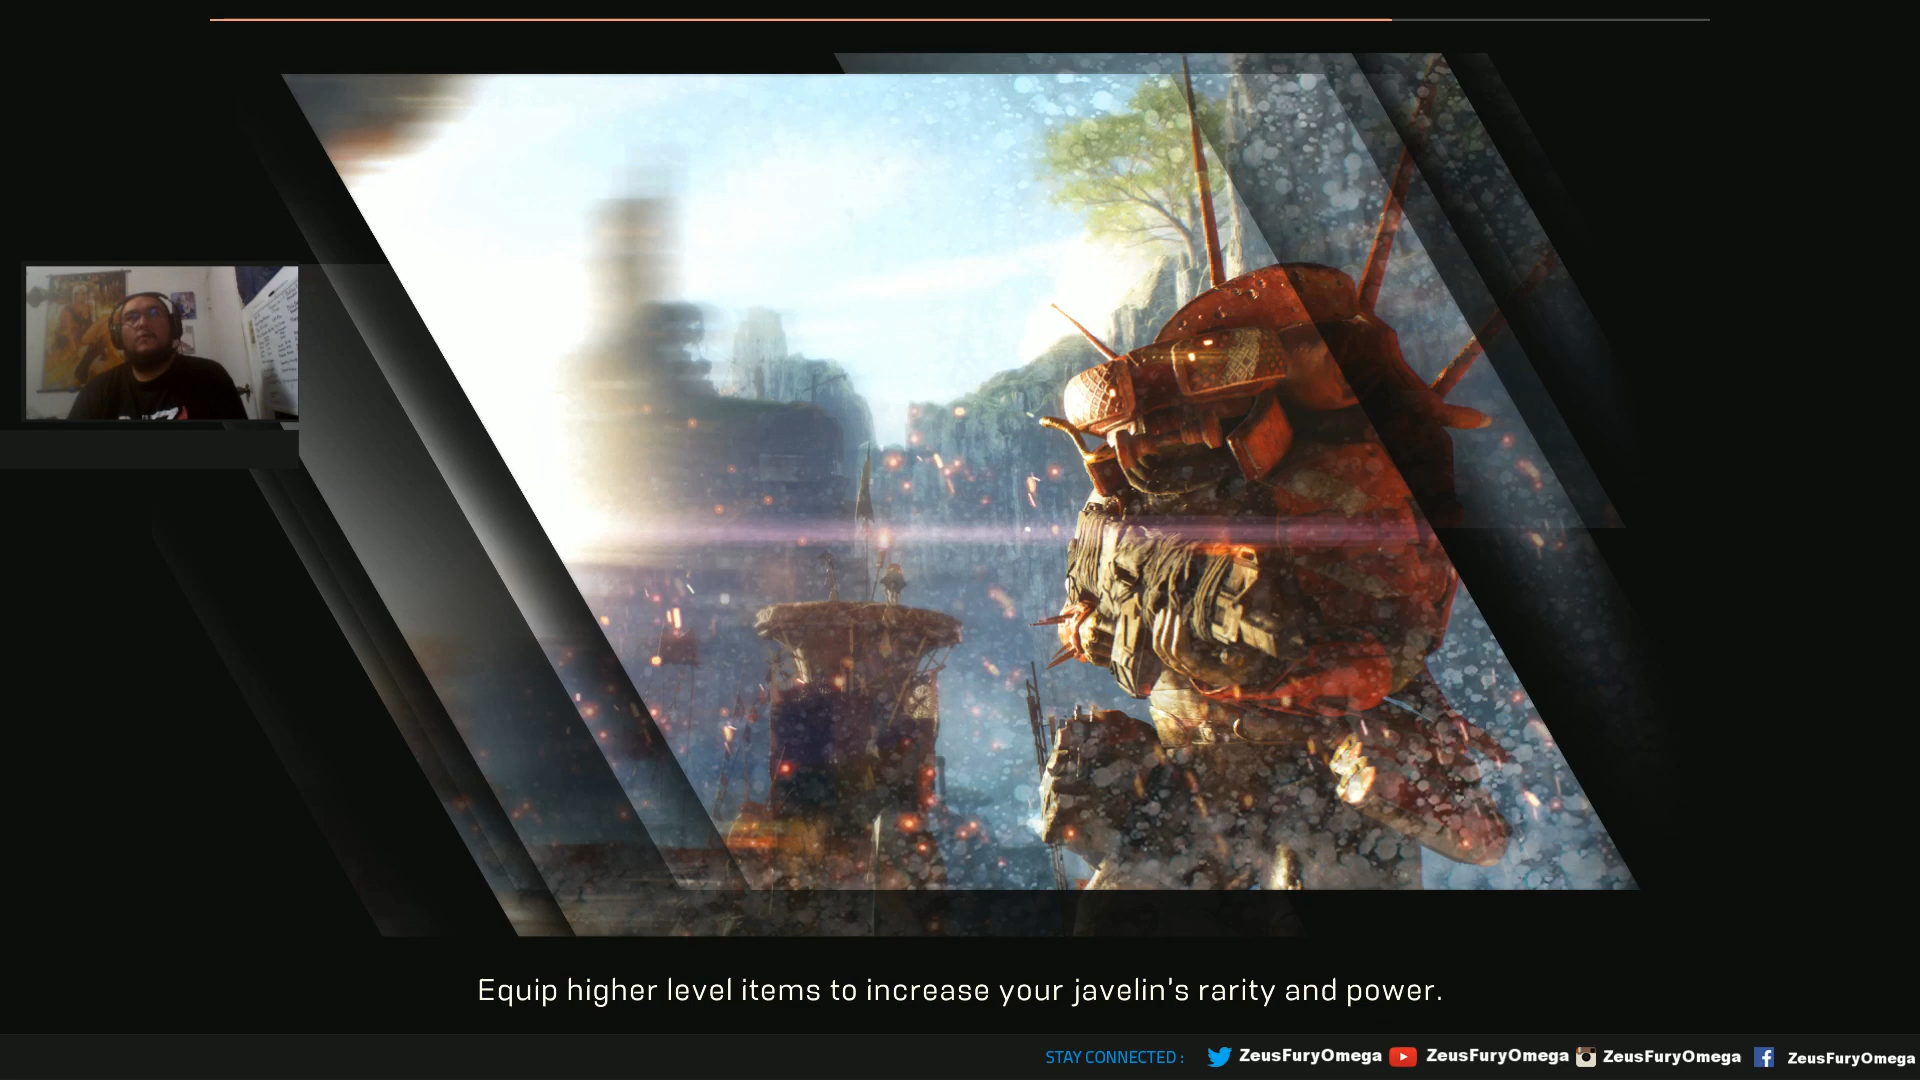 Equip higher level items to increase your javelin's rarity and power.
STAY CONNECTED : ZeusFuryOmega ZeusFuryOmega ZeusFuryOmega ZeusFuryOmega